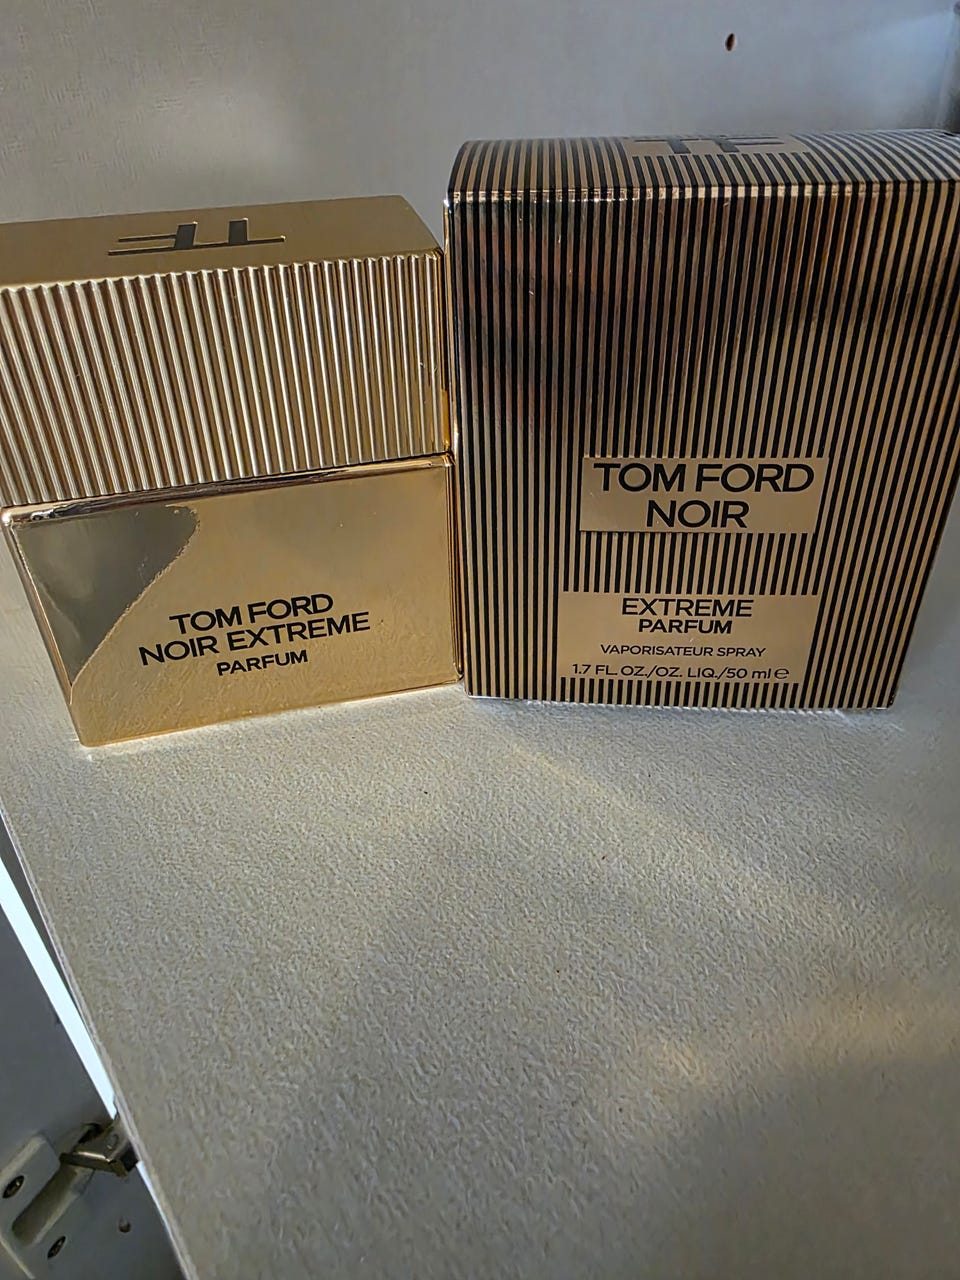 TF
TOM FORD
NOIR EXTREME
PARFUM
TF
TOM FORD
NOIR
EXTREME
PARFUM
VAPORISATEUR SPRAY
1.7 FL. OZ./OZ. LIQ./50 ml ℮